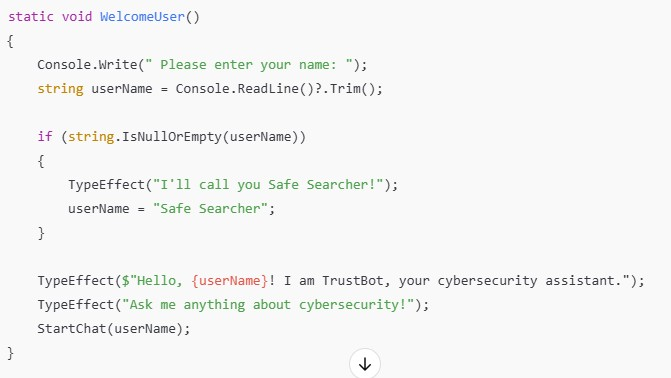 static void WelcomeUser()
{
    Console.Write(" Please enter your name: ");
    string userName = Console.ReadLine()?.Trim();

    if (string.IsNullOrEmpty(userName))
    {
        TypeEffect("I'll call you Safe Searcher!");
        userName = "Safe Searcher";
    }

    TypeEffect($"Hello, {userName}! I am TrustBot, your cybersecurity assistant.");
    TypeEffect("Ask me anything about cybersecurity!");
    StartChat(userName);
}